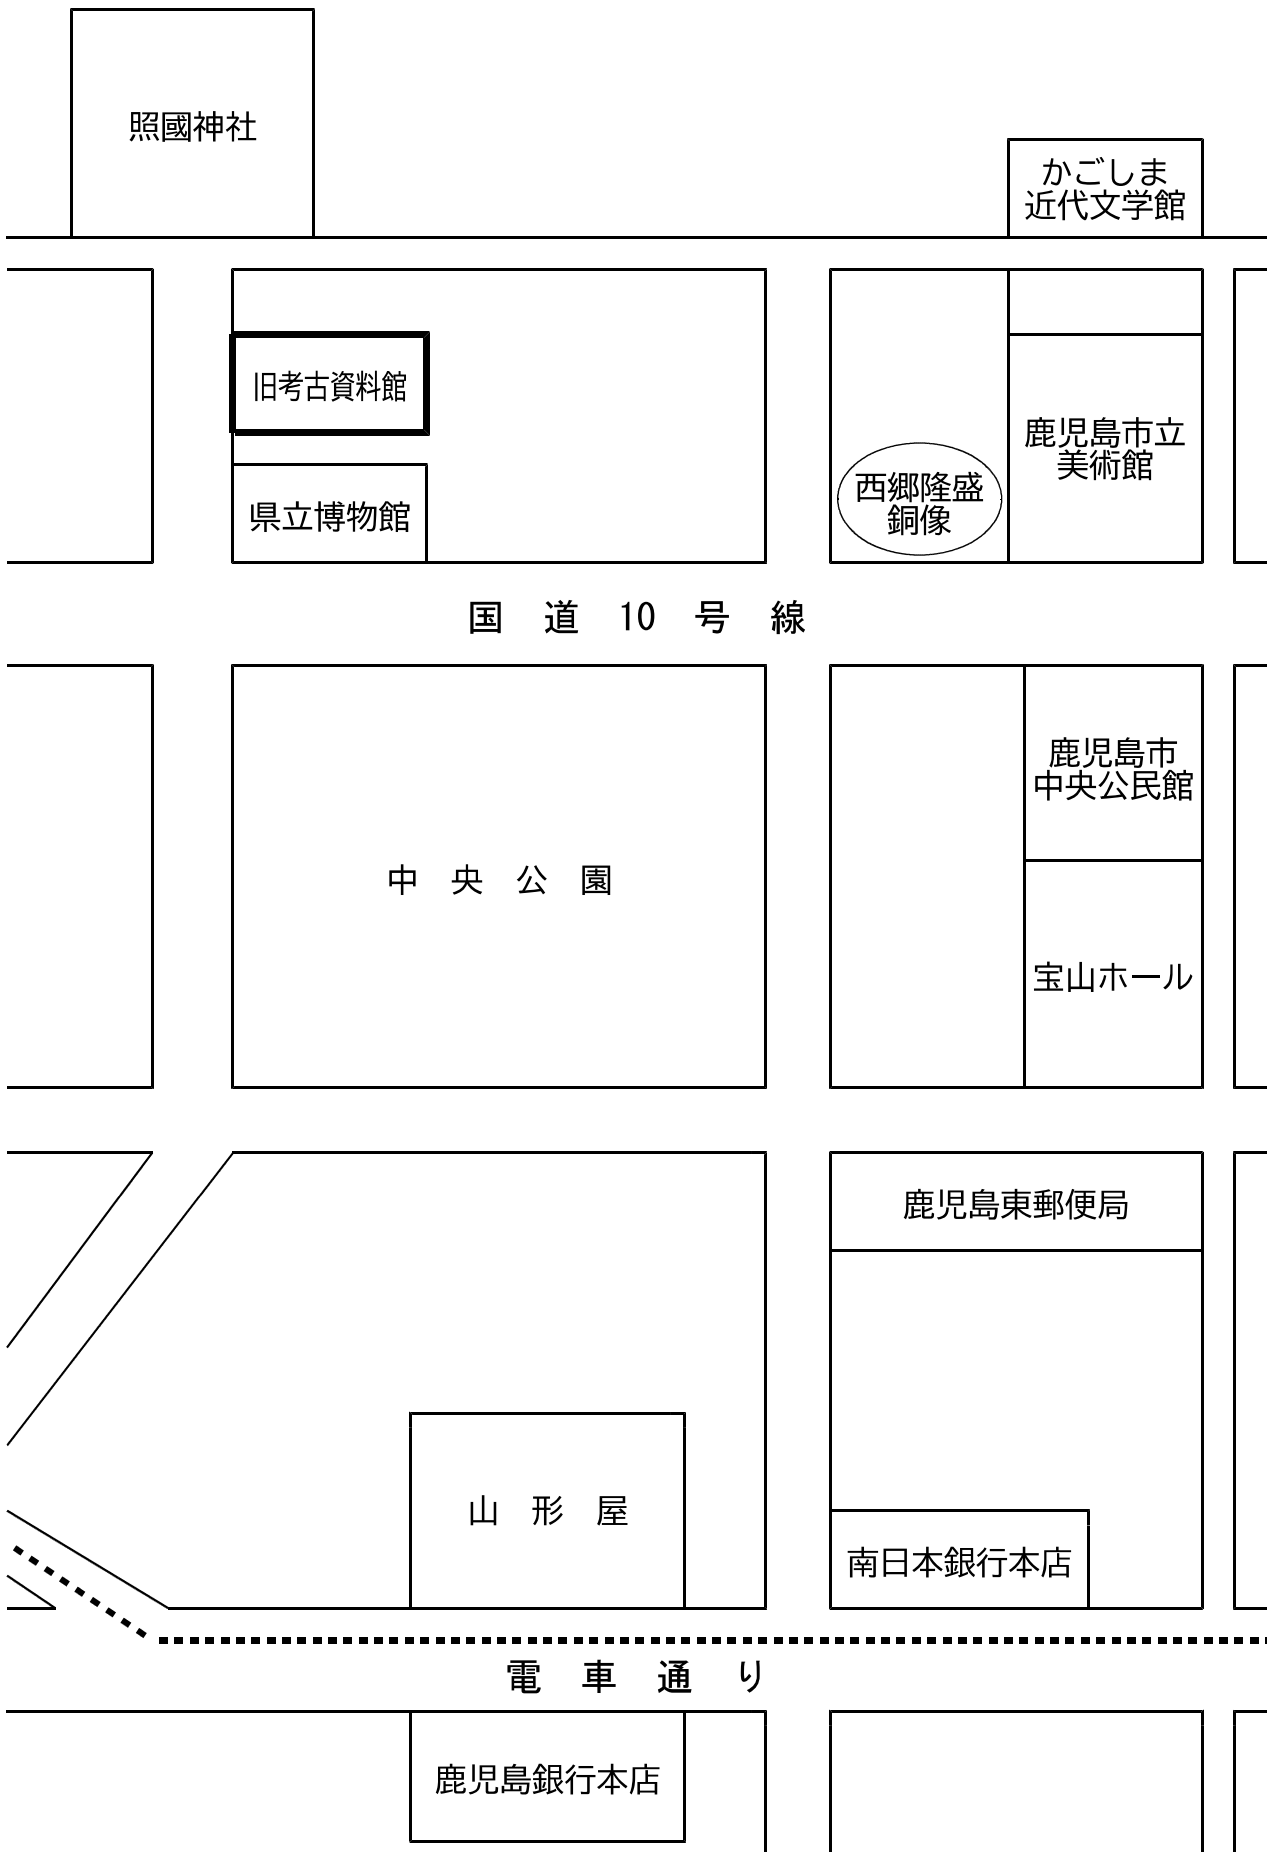 照國神社
かごしま
近代文学館
旧考古資料館
鹿児島市立
美術館
西郷隆盛
銅像
県立博物館
国 道 10 号 線
鹿児島市
中央公民館
中 央 公 園
宝山ホール
鹿児島東郵便局
山 形 屋
南日本銀行本店
電 車 通 り
鹿児島銀行本店